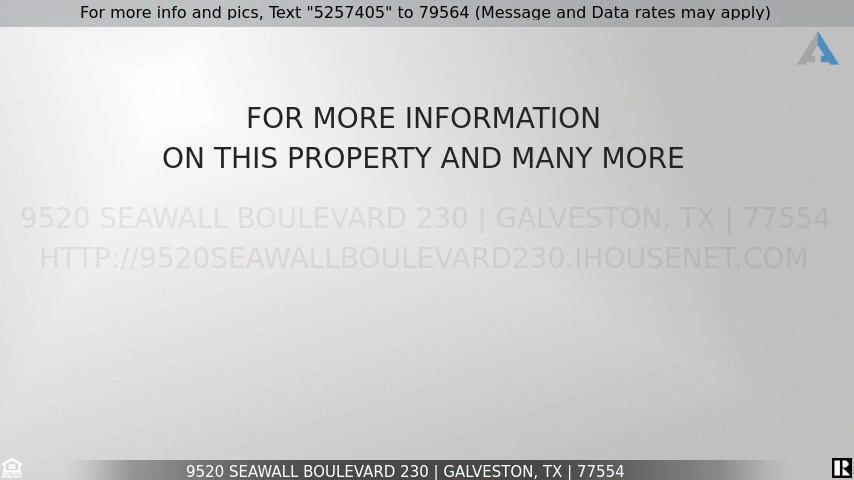 For more info and pics, Text "5257405" to 79564 (Message and Data rates may apply)
FOR MORE INFORMATION
ON THIS PROPERTY AND MANY MORE
9520 SEAWALL BOULEVARD 230 | GALVESTON, TX | 77554
HTTP://9520SEAWALLBOULEVARD230.IHOUSENET.COM
9520 SEAWALL BOULEVARD 230 | GALVESTON, TX | 77554